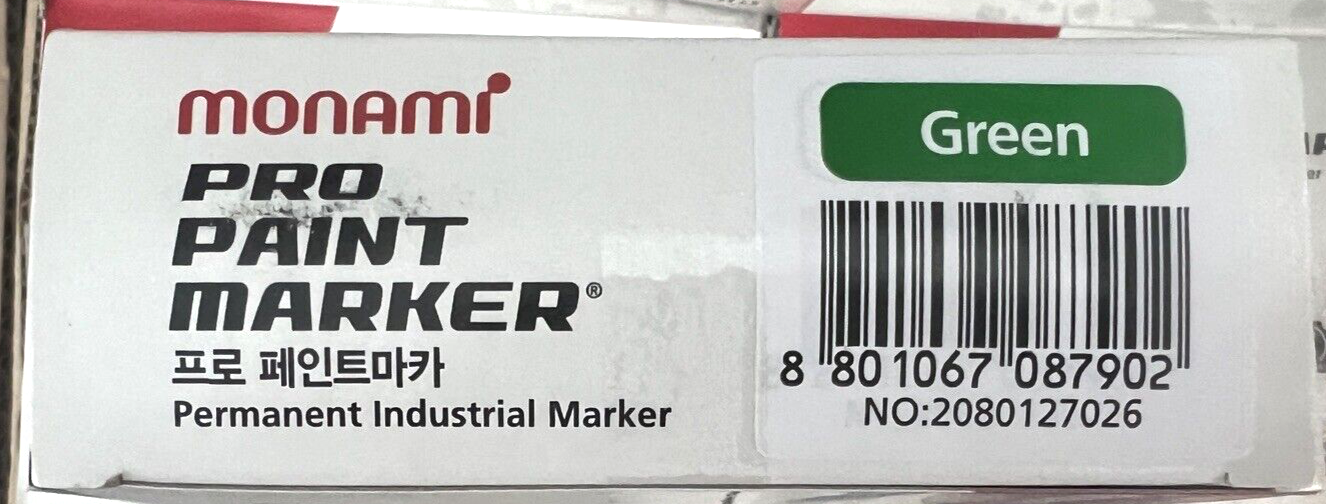 monami
PRO
PAINT
MARKER®
프로 페인트마카
Permanent Industrial Marker
Green
8 801067 087902
NO:2080127026